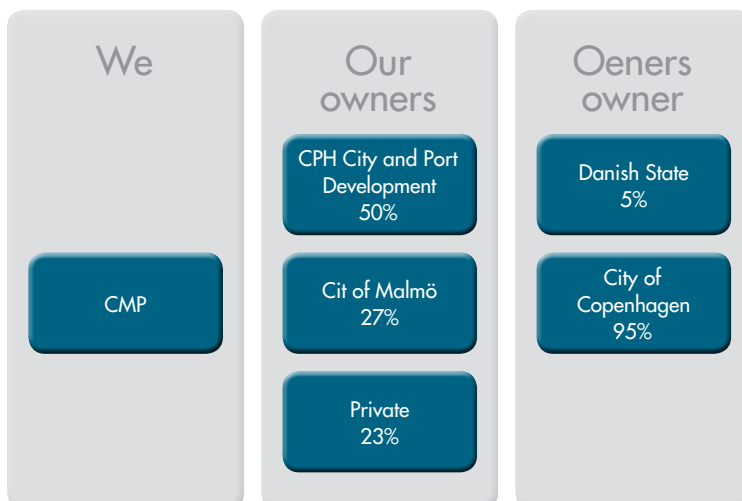 We
CMP
Our
owners
CPH City and Port
Development
50%
Cit of Malmö
27%
Private
23%
Oeners
owner
Danish State
5%
City of
Copenhagen
95%